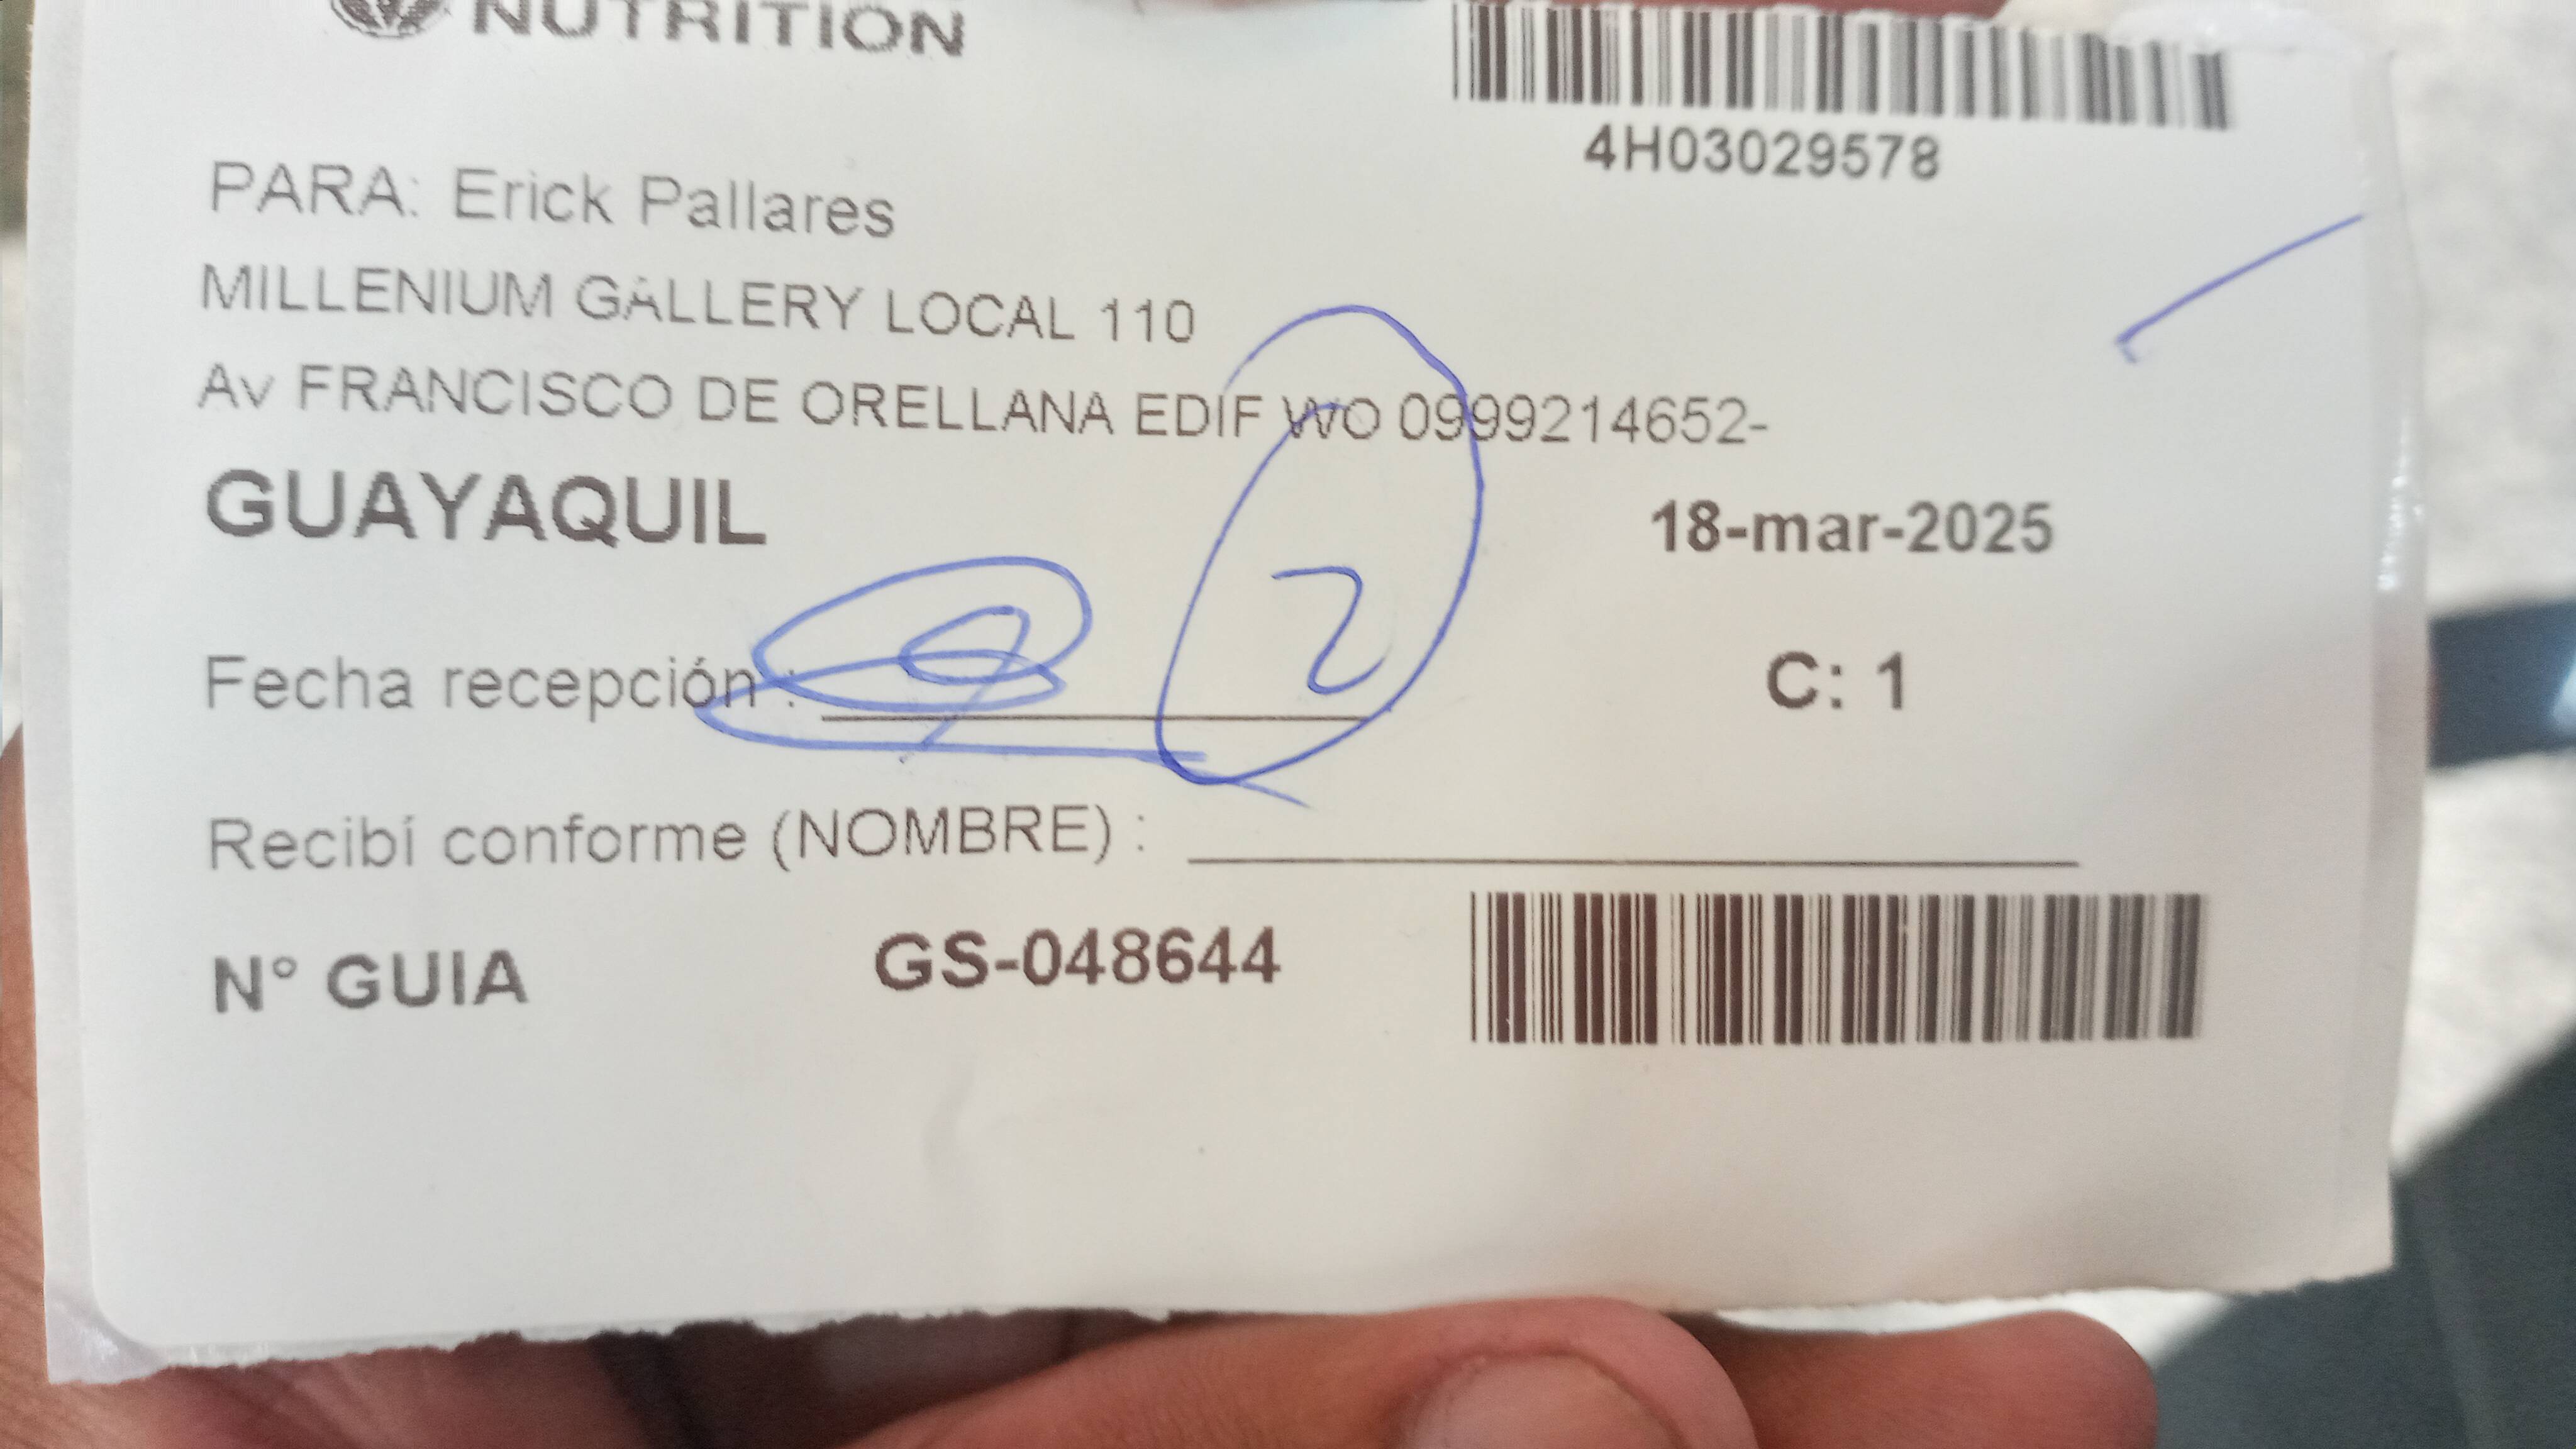 NUTRITION
4H03029578
PARA: Erick Pallares
MILLENIUM GALLERY LOCAL 110
Av FRANCISCO DE ORELLANA EDIF WO 0999214652-
GUAYAQUIL
18-mar-2025
Fecha recepción :
2
C: 1
Recibí conforme (NOMBRE) :
N° GUIA GS-048644